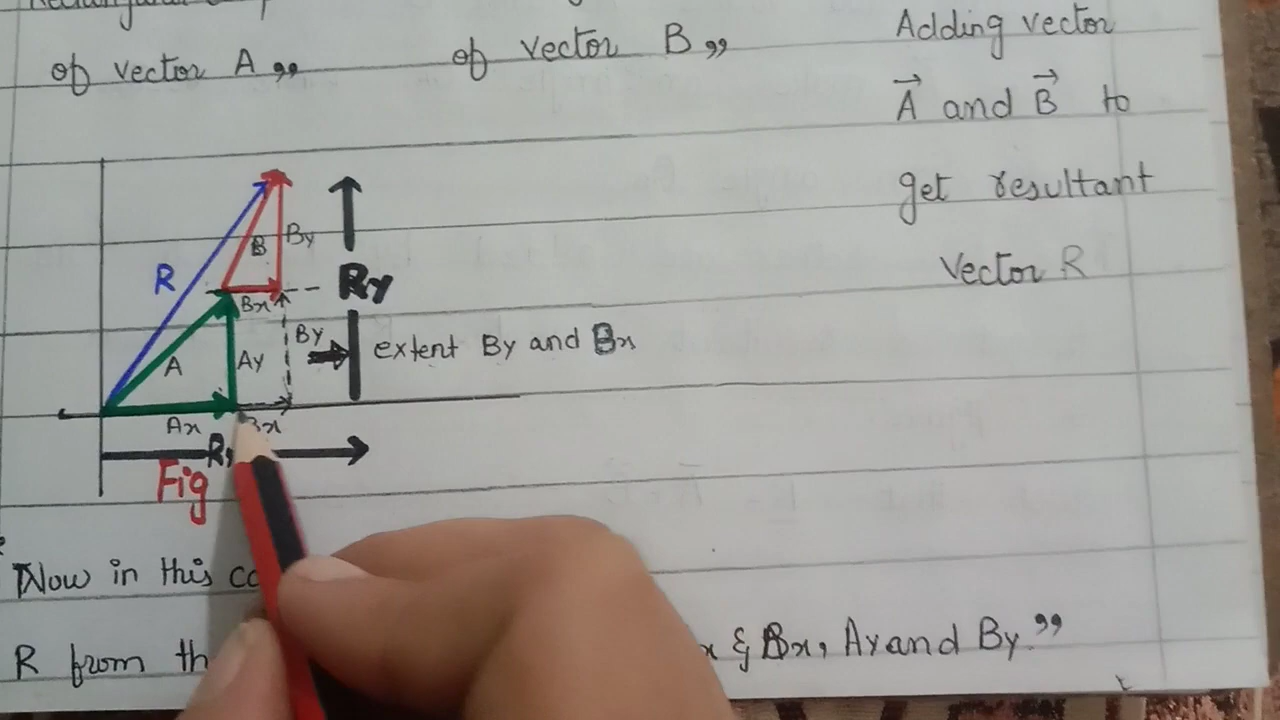 of vector A,,
of vector B,,
Adding vector
A and B to
get resultant
Vector R
R
B
By
Bx
Ry
A
Ay
By
extent By and Bx
Ax
Bx
Fig
Now in this
R from
& Bx, Ay and By."